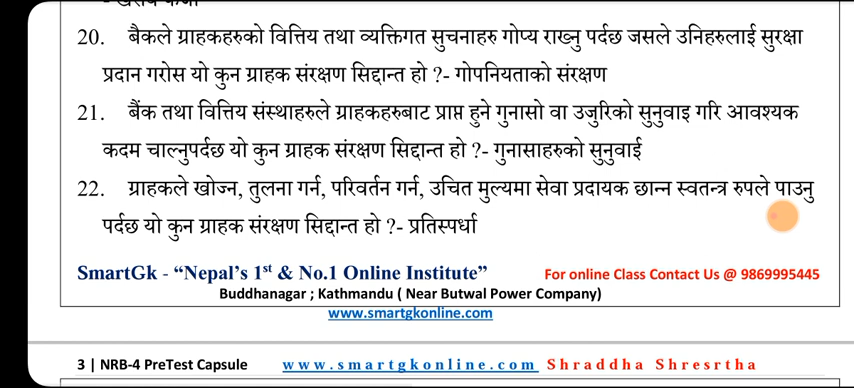 20. बैकले ग्राहकहरुको वित्तिय तथा व्यक्तिगत सुचनाहरु गोप्य राख्नु पर्दछ जसले उनिहरुलाई सुरक्षा
प्रदान गरोस यो कुन ग्राहक संरक्षण सिद्दान्त हो ?- गोपनियताको संरक्षण
21. बैंक तथा वित्तिय संस्थाहरुले ग्राहकहरुबाट प्राप्त हुने गुनासो वा उजुरिको सुनुवाइ गरि आवश्यक
कदम चाल्नुपर्दछ यो कुन ग्राहक संरक्षण सिद्दान्त हो ?- गुनासाहरुको सुनुवाई
22. ग्राहकले खोज्न, तुलना गर्न, परिवर्तन गर्न, उचित मुल्यमा सेवा प्रदायक छान्न स्वतन्त्र रुपले पाउनु
पर्दछ यो कुन ग्राहक संरक्षण सिद्दान्त हो ?- प्रतिस्पर्धा
SmartGk - “Nepal’s 1st & No.1 Online Institute” For online Class Contact Us @ 9869995445
Buddhanagar ; Kathmandu ( Near Butwal Power Company)
www.smartgkonline.com
3 | NRB-4 PreTest Capsule www.smartgkonline.com Shraddha Shresrtha